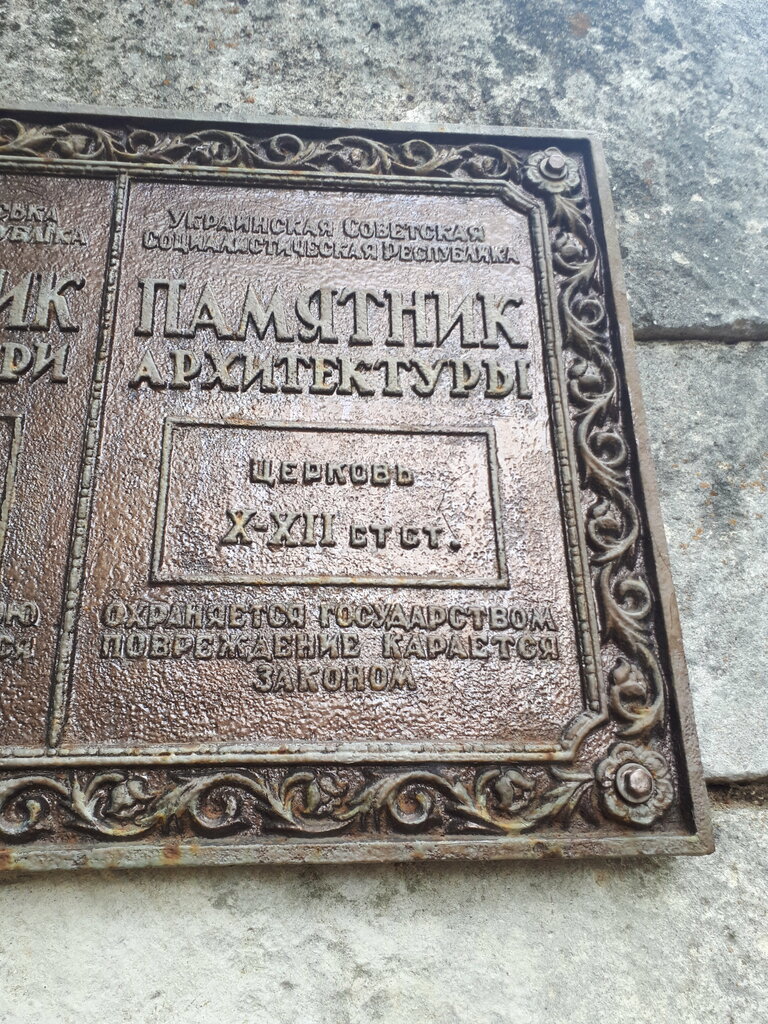 УКРАИНСКАЯ СОВЕТСКАЯ
СОЦИАЛИСТИЧЕСКАЯ РЕСПУБЛИКА
ПАМЯТНИК
АРХИТЕКТУРЫ
ЦЕРКОВЬ
X-XII СТ СТ.
ОХРАНЯЕТСЯ ГОСУДАРСТВОМ
ПОВРЕЖДЕНИЕ КАРАЕТСЯ
ЗАКОНОМ